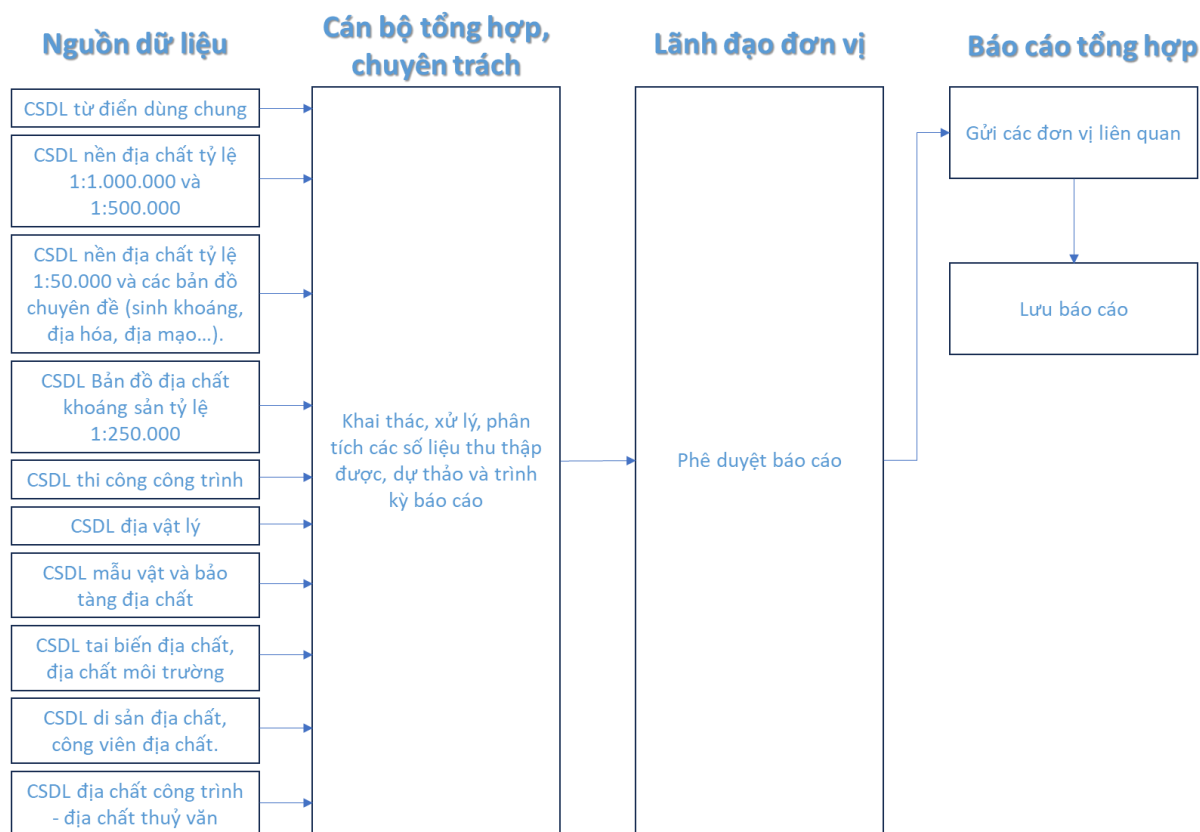 Nguồn dữ liệu
Cán bộ tổng hợp,
chuyên trách
Lãnh đạo đơn vị
Báo cáo tổng hợp
CSDL từ điển dùng chung
CSDL nền địa chất tỷ lệ
1:1.000.000 và
1:500.000
CSDL nền địa chất tỷ lệ
1:50.000 và các bản đồ
chuyên đề (sinh khoáng,
địa hóa, địa mạo...).
CSDL Bản đồ địa chất
khoáng sản tỷ lệ
1:250.000
CSDL thi công công trình
CSDL địa vật lý
CSDL mẫu vật và bảo
tàng địa chất
CSDL tai biến địa chất,
địa chất môi trường
CSDL di sản địa chất,
công viên địa chất.
CSDL địa chất công trình
- địa chất thuỷ văn
Khai thác, xử lý, phân
tích các số liệu thu thập
được, dự thảo và trình
kỳ báo cáo
Phê duyệt báo cáo
Gửi các đơn vị liên quan
Lưu báo cáo